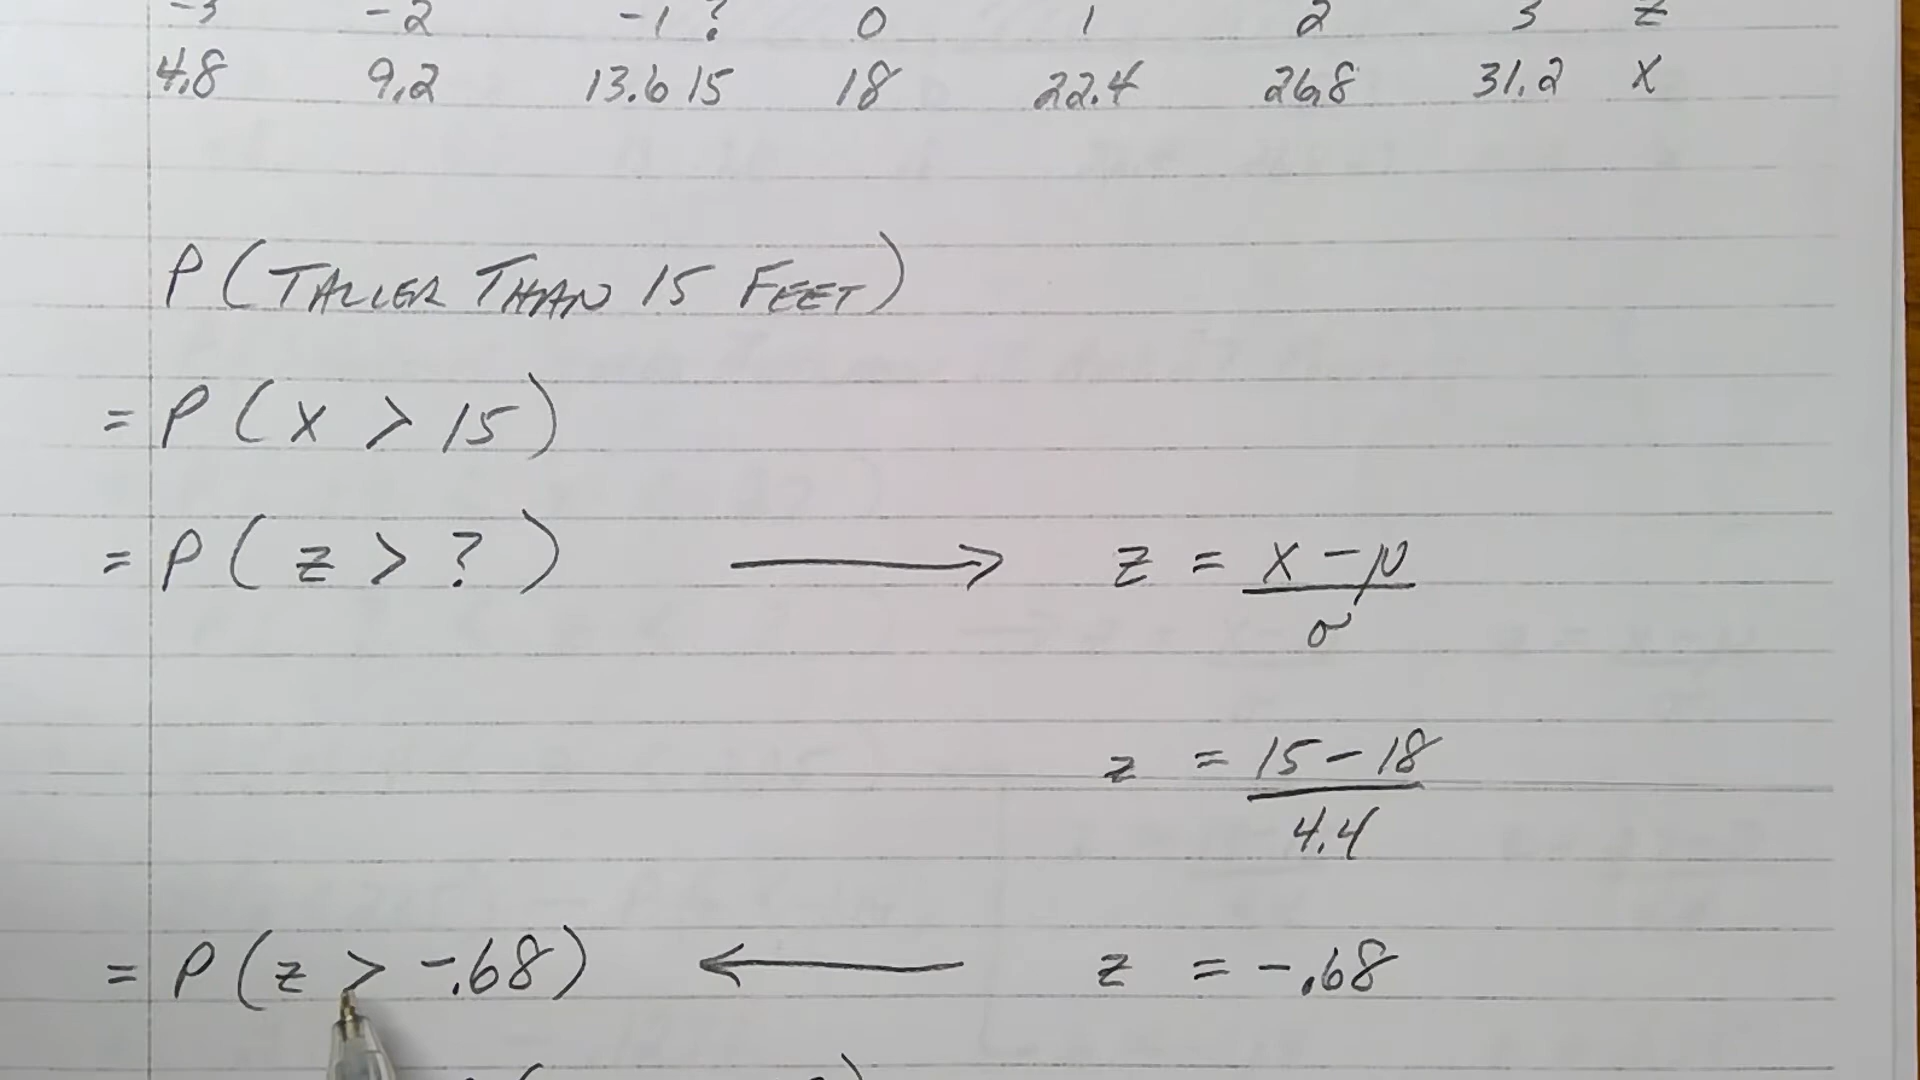 -3 -2 -1 ? 0 1 2 3 z
4.8 9.2 13.6 15 18 22.4 26.8 31.2 X
P (TALLER THAN 15 FEET)
= P (X > 15)
= P (z > ?) ⟶ z = X - μ / σ
z = 15 - 18 / 4.4
= P (z > -.68) ⟵ z = -.68